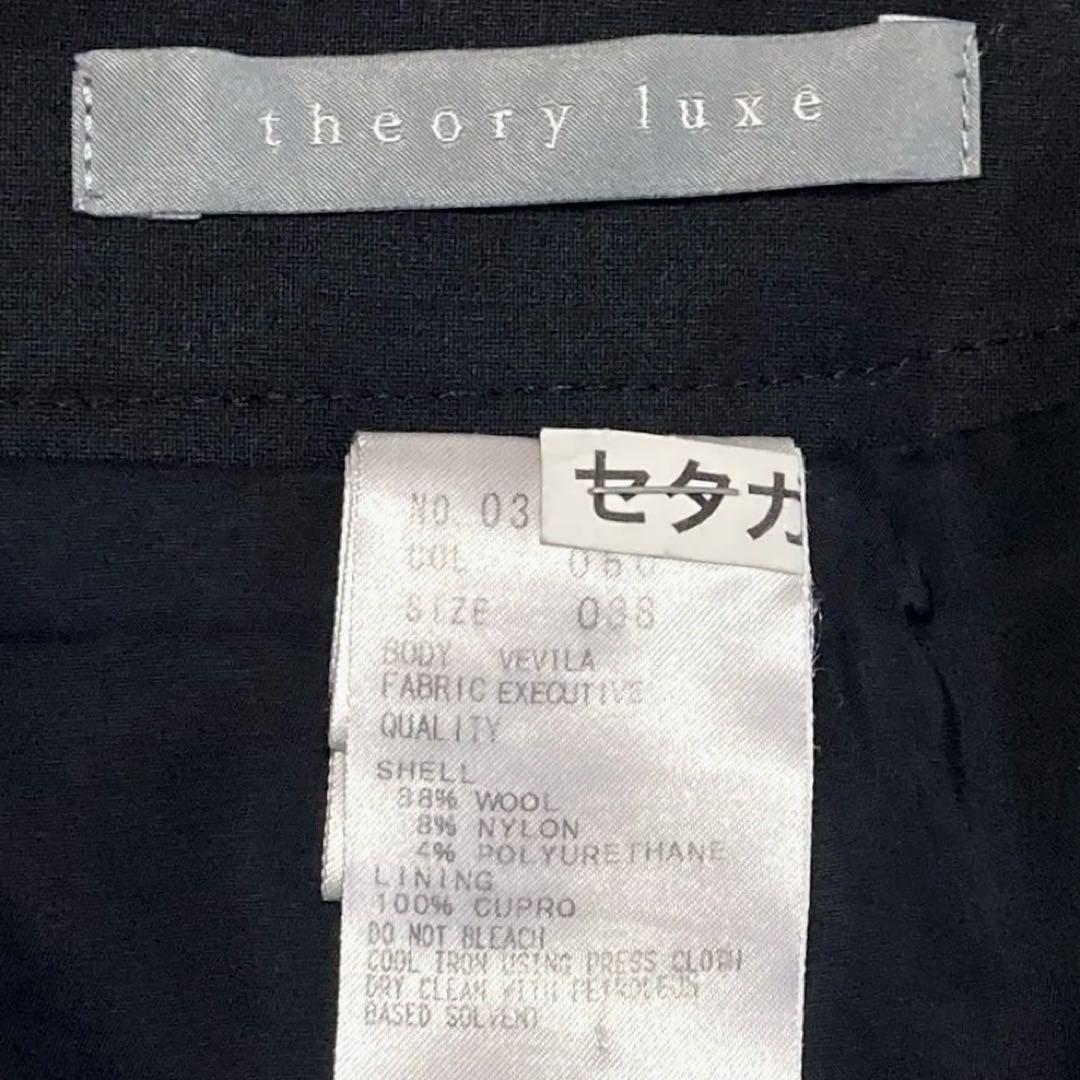 theory luxe
セタカ
NO. 03
COL 060
SIZE 038
BODY VEVILA
FABRIC EXECUTIVE
QUALITY
SHELL
88% WOOL
8% NYLON
4% POLYURETHANE
LINING
100% CUPRO
DO NOT BLEACH
COOL IRON USING PRESS CLOTH
DRY CLEAN WITH PETROLEUM
BASED SOLVENT